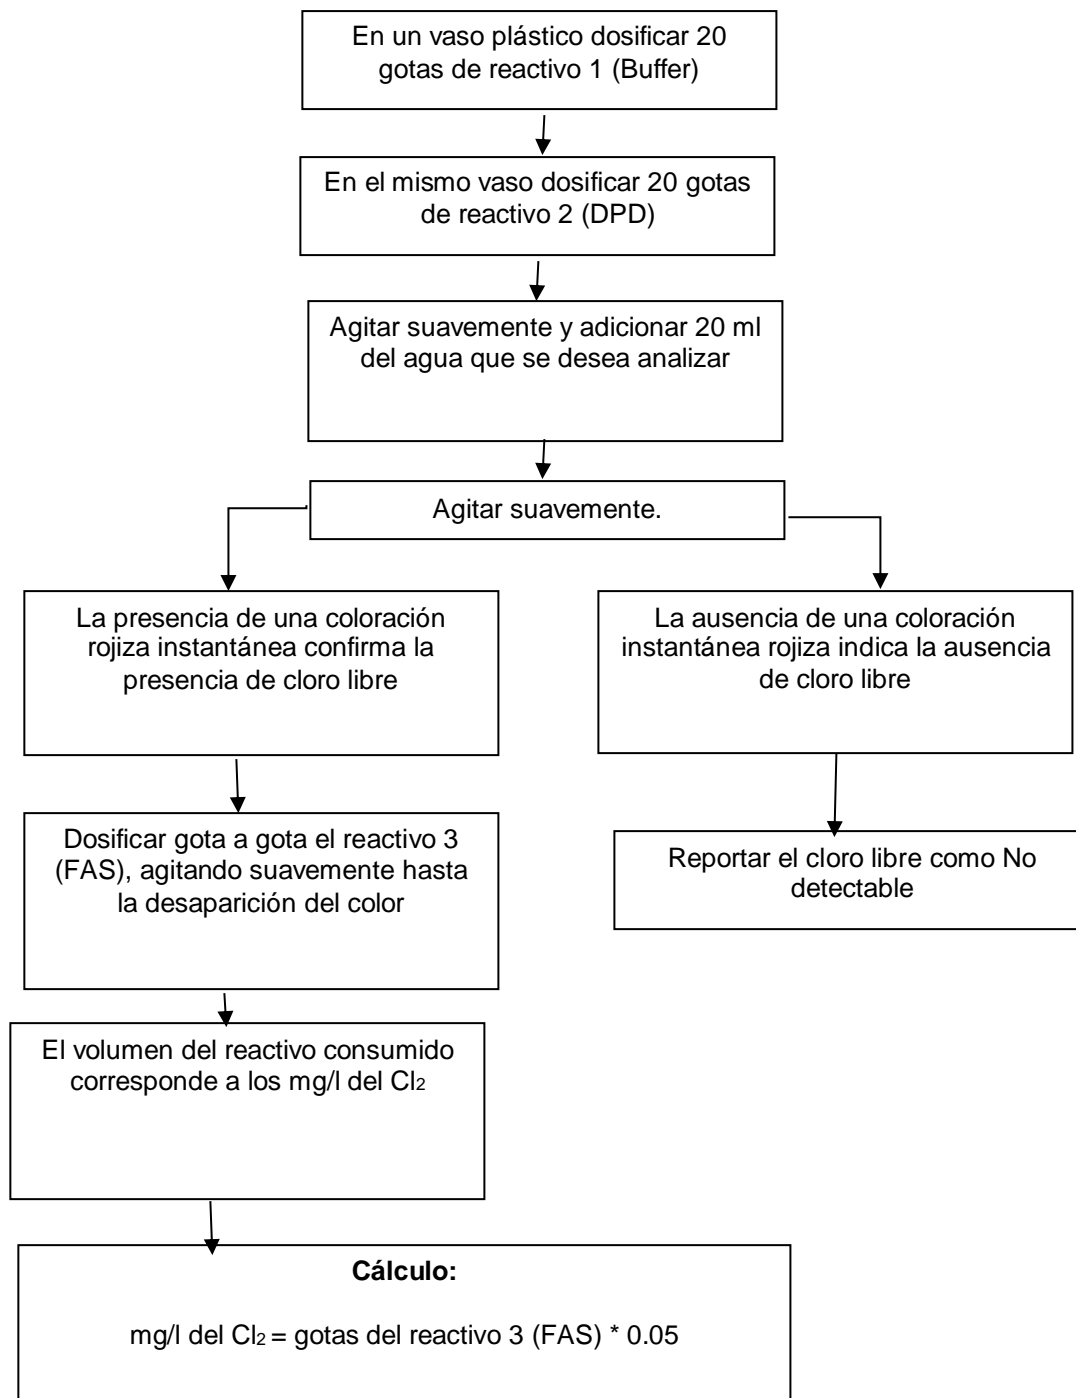 En un vaso plástico dosificar 20
gotas de reactivo 1 (Buffer)
En el mismo vaso dosificar 20 gotas
de reactivo 2 (DPD)
Agitar suavemente y adicionar 20 ml
del agua que se desea analizar
Agitar suavemente.
La presencia de una coloración
rojiza instantánea confirma la
presencia de cloro libre
La ausencia de una coloración
instantánea rojiza indica la ausencia
de cloro libre
Dosificar gota a gota el reactivo 3
(FAS), agitando suavemente hasta
la desaparición del color
Reportar el cloro libre como No
detectable
El volumen del reactivo consumido
corresponde a los mg/l del Cl₂
Cálculo:
mg/l del Cl₂ = gotas del reactivo 3 (FAS) * 0.05